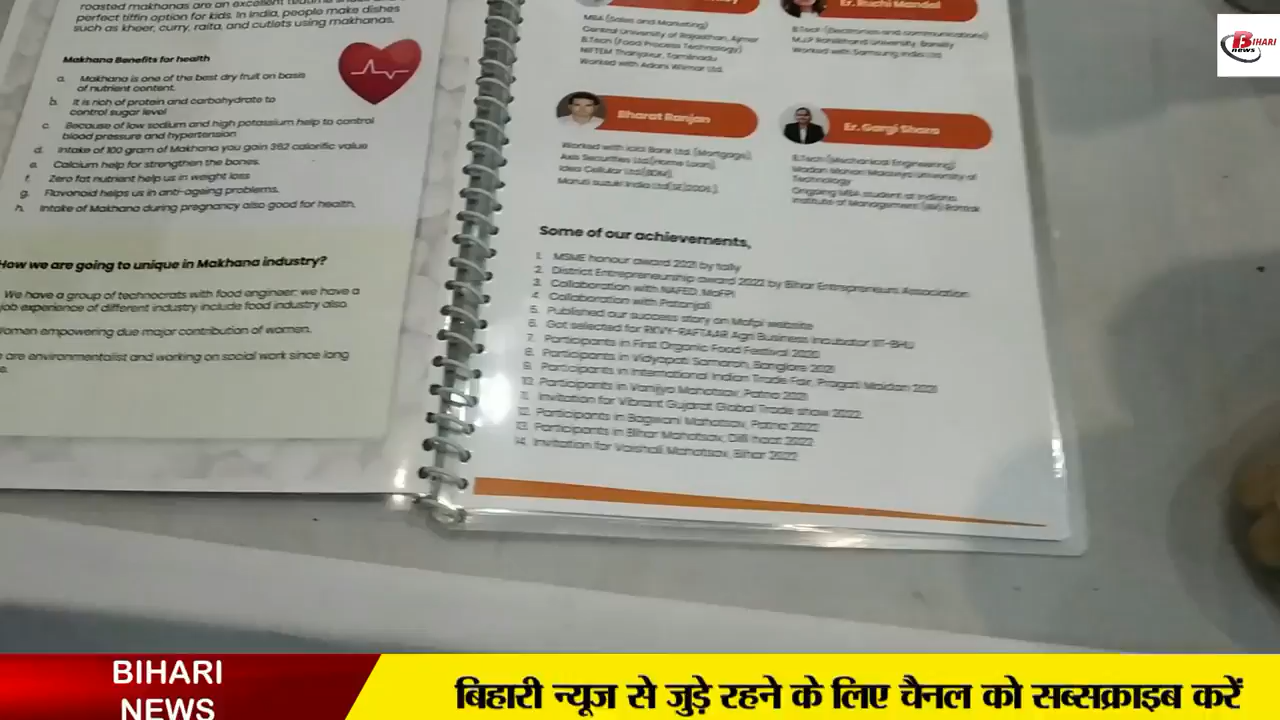 roasted makhanas are an excellent
perfect tiffin option for kids. In india, people make dishes
such as kheer, curry, raita, and cutlets using makhanas.
Makhana Benefits for health
a. Makhana is one of the best dry fruit on basis
of nutrient content.
b. It is rich of protein and carbohydrate to
control sugar level
c. Because of low sodium and high potassium help to control
blood pressure and hypertension
d. Intake of 100 gram of Makhana you gain 362 calorific value
e. Calcium help for strengthen the bones.
f. Zero fat nutrient help us in weight loss
g. Flavonoid helps us in anti-ageing problems.
h. Intake of Makhana during pregnancy also good for health.
How we are going to unique in Makhana industry?
We have a group of technocrats with food engineer: we have a
job experience of different industry include food industry also.
Women empowering due major contribution of women.
are environmentalist and working on social work since long
MBA (Sales and Marketing)
Central University of Rajasthan, Ajmer
B.Tech (Food Process Technology)
NIFTEM Thanjavur, Tamilnadu
Worked with Adani Wilmar Ltd.
Er. Ruchi Mandal
B.Tech (Electronics and communications)
MJP Rohilkhand University, Bareilly
Worked with Samsung India Ltd
Bharat Ranjan
Worked with Icici Bank Ltd. (Mortgage),
Axis Securities Ltd.(Home Loan),
Idea Cellular Ltd.(BDM),
Maruti suzuki India Ltd
Er. Gargi Share
B.Tech (Mechanical Engineering)
Madan Mohan Malaviya University of
Technology
Ongoing MBA student at Indians
Institute of Management (IIM)
Some of our achievements,
1. MSME honour award 2021 by tally
2. District Entrepreneurship award 2022 by Bihar Entrepreneurs Association
3. Collaboration with NAFED, MoFPI
4. Collaboration with Patanjali
5. Published our success story on Mofpi website
6. Got selected for RKVY-RAFTAAR Agri Business Incubator IIT-BHU
7. Participants in First Organic Food Festival 2020
8. Participants in Vidyapati Samaroh, Banglore 2021
9. Participants in International Indian Trade Fair, Pragati Maidan 2021
10. Participants in Vanijya Mahotsav, Patna 2021
11. Invitation for Vibrant Gujarat Global Trade show 2022.
12. Participants in Bagwani Mahotsav, Patna 2022
13. Participants in Bihar Mahotsav, Dilli haat 2022
14. Invitation for Vaishali Mahotsav, Bihar 2022
BIHARI
NEWS
BIHARI
NEWS
बिहारी न्यूज से जुड़े रहने के लिए चैनल को सब्सक्राइब करें